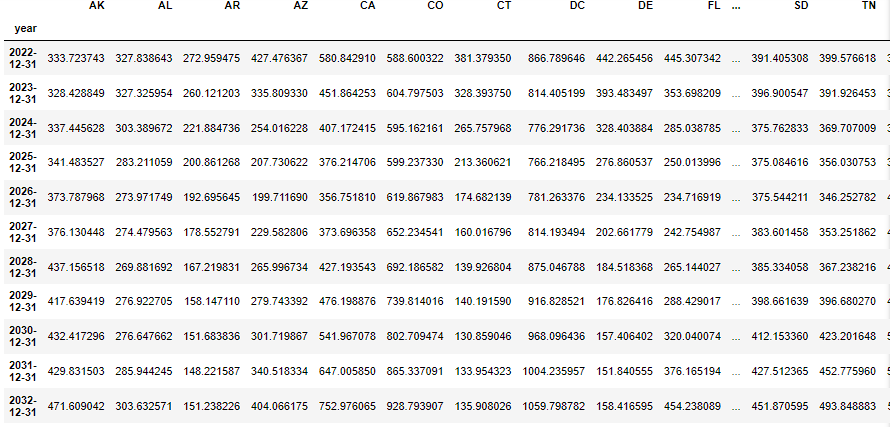 AK AL AR AZ CA CO CT DC DE FL ... SD TN
year
2022-
12-31 333.723743 327.838643 272.959475 427.476367 580.842910 588.600322 381.379350 866.789646 442.265456 445.307342 ... 391.405308 399.576618
2023-
12-31 328.428849 327.325954 260.121203 335.809330 451.864253 604.797503 328.393750 814.405199 393.483497 353.698209 ... 396.900547 391.926453
2024-
12-31 337.445628 303.389672 221.884736 254.016228 407.172415 595.162161 265.757968 776.291736 328.403884 285.038785 ... 375.762833 369.707009
2025-
12-31 341.483527 283.211059 200.861268 207.730622 376.214706 599.237330 213.360621 766.218495 276.860537 250.013996 ... 375.084616 356.030753
2026-
12-31 373.787968 273.971749 192.695645 199.711690 356.751810 619.867983 174.682139 781.263376 234.133525 234.716919 ... 375.544211 346.252782
2027-
12-31 376.130448 274.479563 178.552791 229.582806 373.696358 652.234541 160.016796 814.193494 202.661779 242.754987 ... 383.601458 353.251862
2028-
12-31 437.156518 269.881692 167.219831 265.996734 427.193543 692.186582 139.926804 875.046788 184.518368 265.144027 ... 385.334058 367.238216
2029-
12-31 417.639419 276.922705 158.147110 279.743392 476.198876 739.814016 140.191590 916.828521 176.826416 288.429017 ... 398.661639 396.680270
2030-
12-31 432.417296 276.647662 151.683836 301.719867 541.967078 802.709474 130.859046 968.096436 157.406402 320.040074 ... 412.153360 423.201648
2031-
12-31 429.831503 285.944245 148.221587 340.518334 647.005850 865.337091 133.954323 1004.235957 151.840555 376.165194 ... 427.512365 452.775960
2032-
12-31 471.609042 303.632571 151.238226 404.066175 752.976065 928.793907 135.908026 1059.798782 158.416595 454.238089 ... 451.870595 493.848883